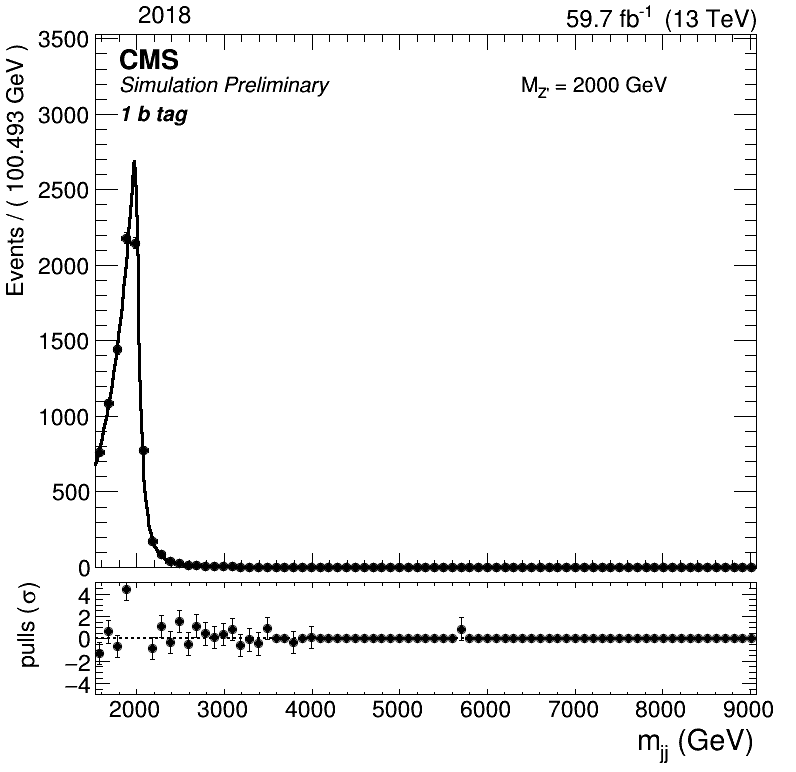 2018 59.7 fb-1 (13 TeV)
CMS
Simulation Preliminary
1 b tag
MZ' = 2000 GeV
Events / ( 100.493 GeV )
3500
3000
2500
2000
1500
1000
500
0
pulls (σ)
4
2
0
−2
−4
2000 3000 4000 5000 6000 7000 8000 9000
mjj (GeV)